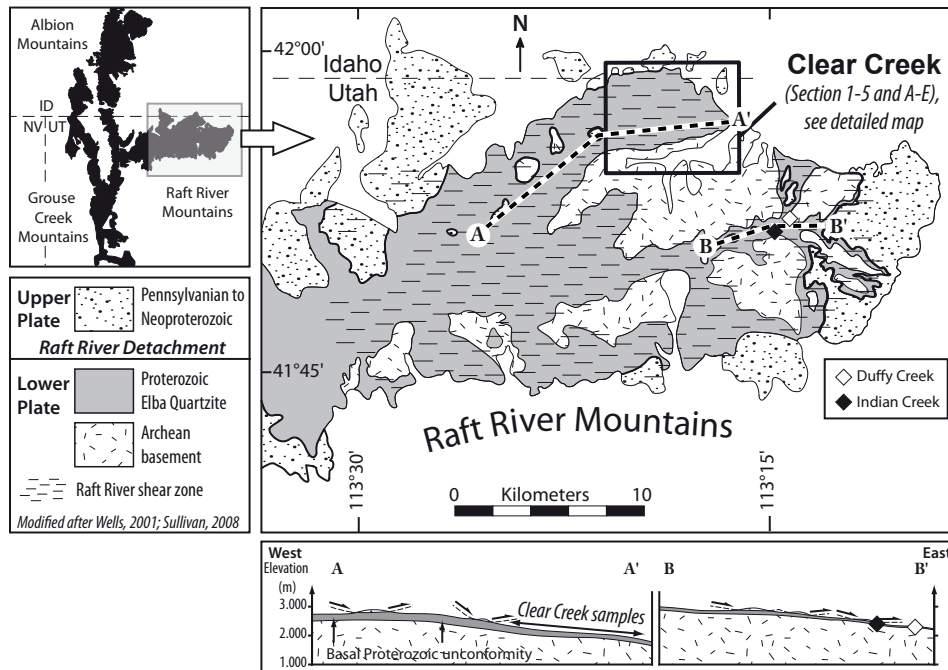 Albion
Mountains
ID
NV
UT
Grouse
Creek
Mountains
Raft River
Mountains
Upper
Plate
Pennsylvanian to
Neoproterozoic
Raft River Detachment
Lower
Plate
Proterozoic
Elba Quartzite
Archean
basement
Raft River shear zone
Modified after Wells, 2001; Sullivan, 2008
42°00'
Idaho
Utah
N
Clear Creek
(Section 1-5 and A-E),
see detailed map
A'
A
B
B'
41°45'
Duffy Creek
Indian Creek
Raft River Mountains
113°30'
113°15'
0 Kilometers 10
West
East
Elevation
(m)
A
A'
B
B'
3.000
2.000
1.000
Clear Creek samples
Basal Proterozoic unconformity